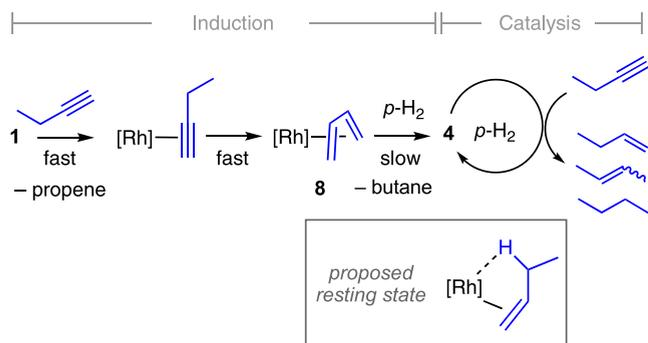 Induction
Catalysis
1
fast
– propene
[Rh]
fast
[Rh]
8
p-H2
slow
– butane
4
p-H2
proposed
resting state
[Rh]
H